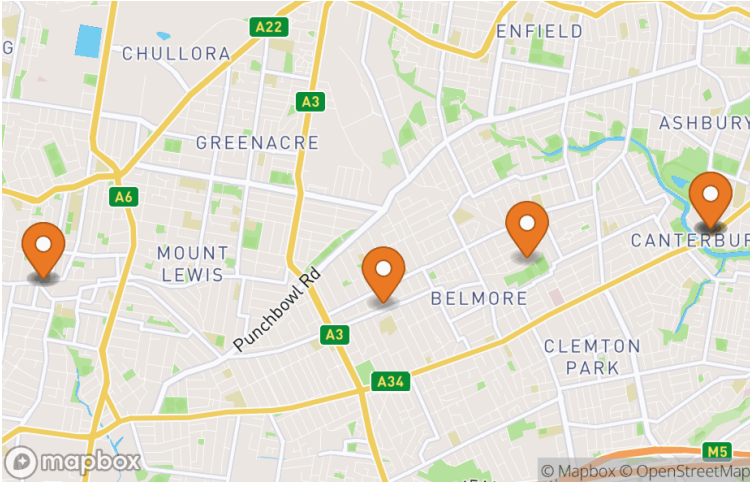 A22
ENFIELD
G
CHULLORA
A3
ASHBURY
GREENACRE
A6
CANTERBUR
MOUNT
LEWIS
Punchbowl Rd
BELMORE
A3
CLEMTON
PARK
A34
M5
mapbox
© Mapbox © OpenStreetMap